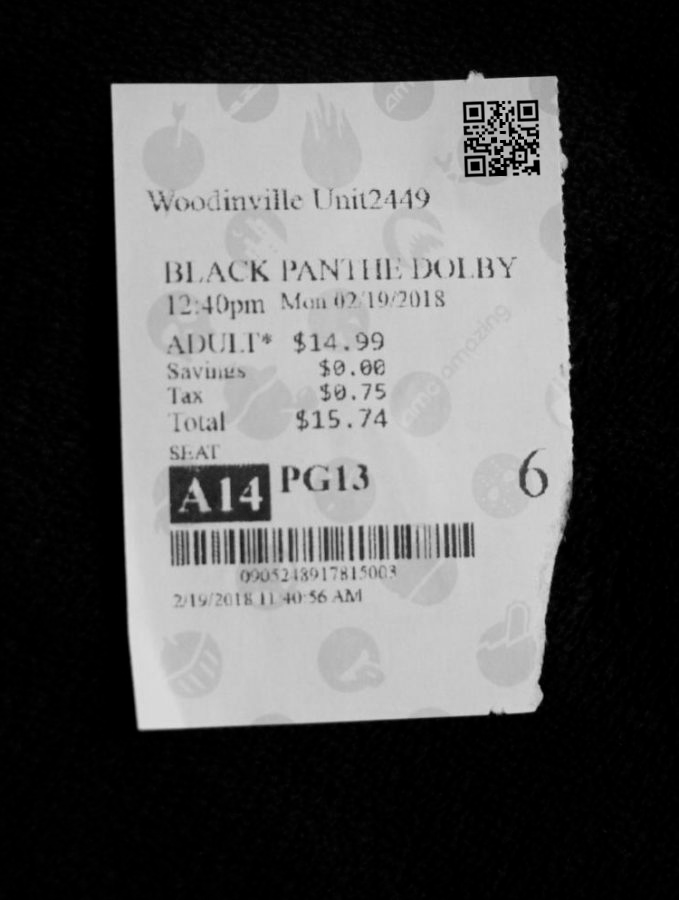 Woodinville Unit2449
BLACK PANTHE DOLBY
12:40pm Mon 02/19/2018
ADULT* $14.99
Savings $0.00
Tax $0.75
Total $15.74
SEAT
A14 PG13 6
0905248917815003
2/19/2018 11:40:56 AM
amc amazing